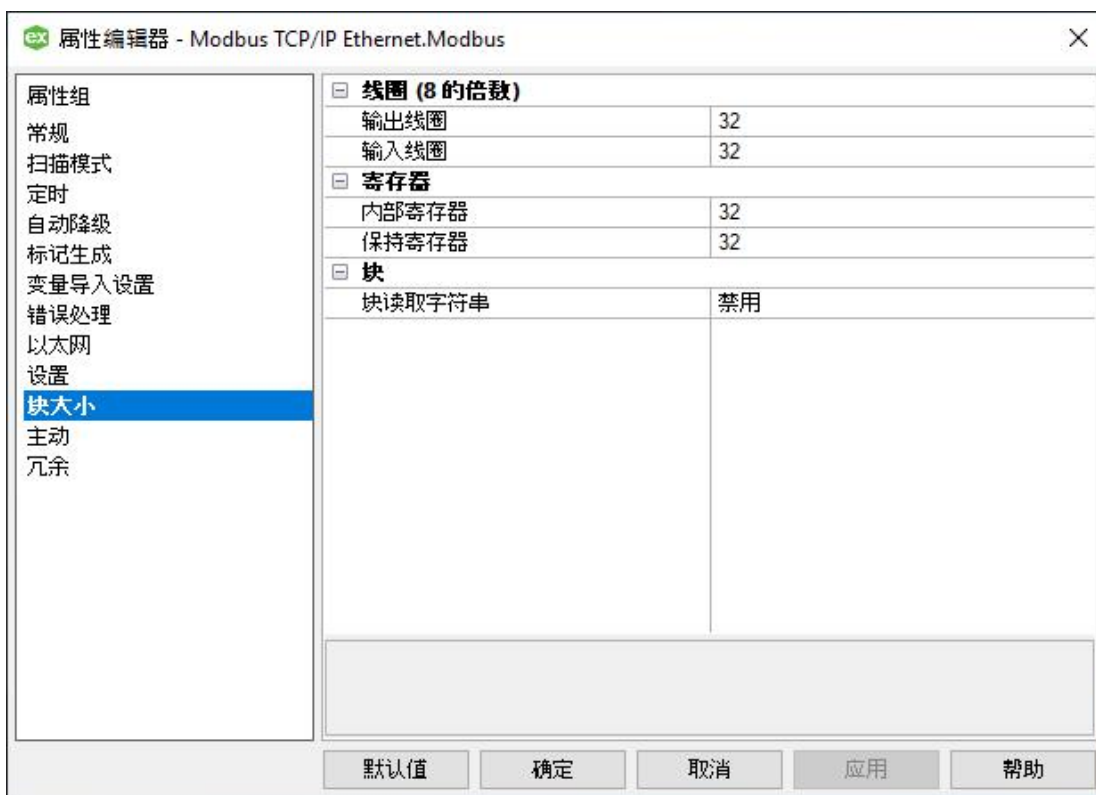 ex 属性编辑器 - Modbus TCP/IP Ethernet.Modbus
属性组
常规
扫描模式
定时
自动降级
标记生成
变量导入设置
错误处理
以太网
设置
块大小
主动
冗余
线圈 (8 的倍数)
输出线圈 32
输入线圈 32
寄存器
内部寄存器 32
保持寄存器 32
块
块读取字符串 禁用
默认值 确定 取消 应用 帮助